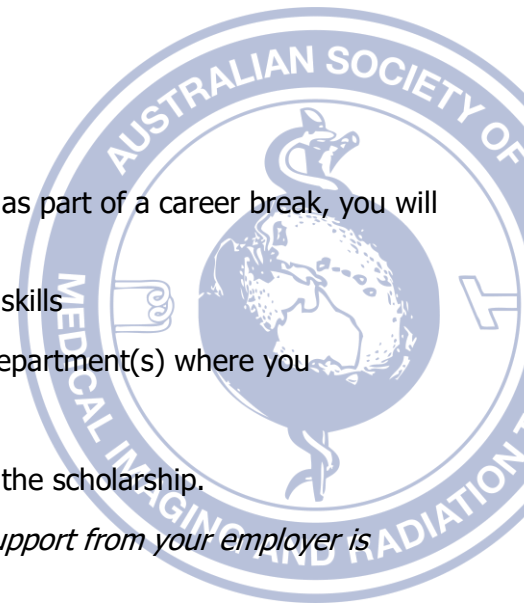 AUSTRALIAN SOCIETY OF
as part of a career break, you will
skills
epartment(s) where you
the scholarship.
upport from your employer is
MEDICAL IMAGING AND RADIATION T